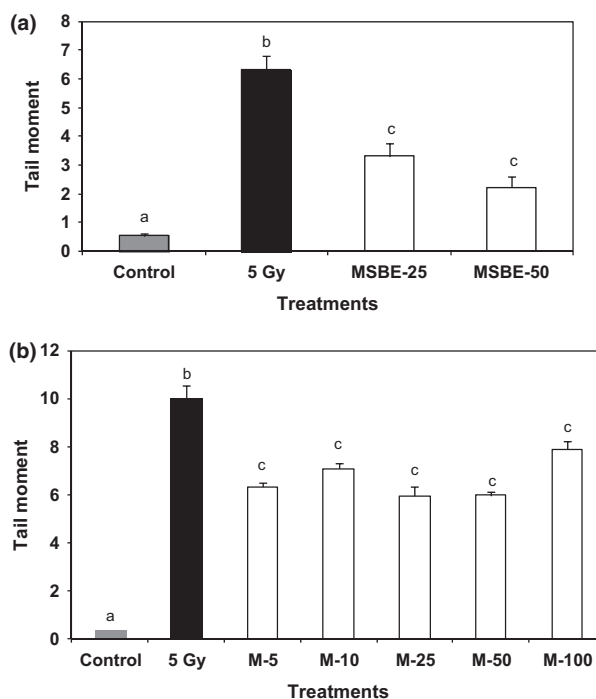 (a)
8
7
6
5
4
3
2
1
0
Tail moment
a
b
c
c
Control 5 Gy MSBE-25 MSBE-50
Treatments
(b)
12
10
8
6
4
2
0
Tail moment
a
b
c
c
c
c
c
Control 5 Gy M-5 M-10 M-25 M-50 M-100
Treatments